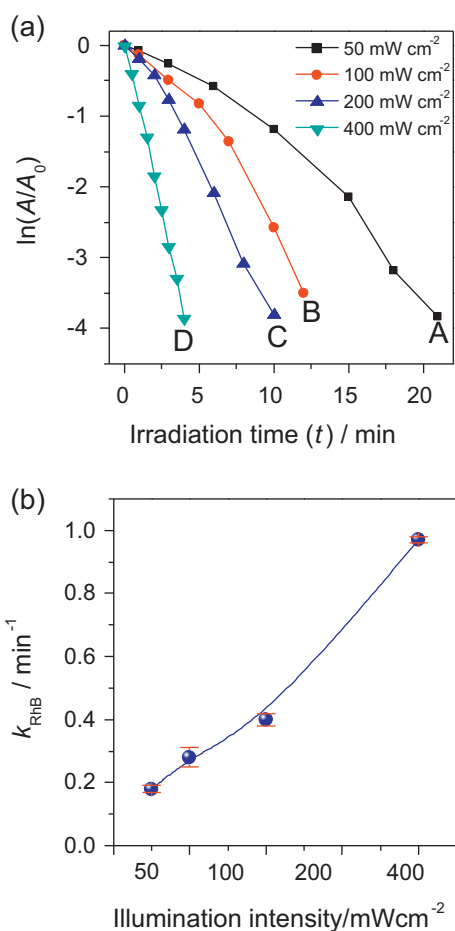 (a)
50 mW cm⁻²
100 mW cm⁻²
200 mW cm⁻²
400 mW cm⁻²
0
-1
-2
-3
-4
ln(A/A₀)
A
B
C
D
0 5 10 15 20
Irradiation time (t) / min
(b)
1.0
0.8
0.6
0.4
0.2
0.0
k_RhB / min⁻¹
50 100 200 400
Illumination intensity/mWcm⁻²